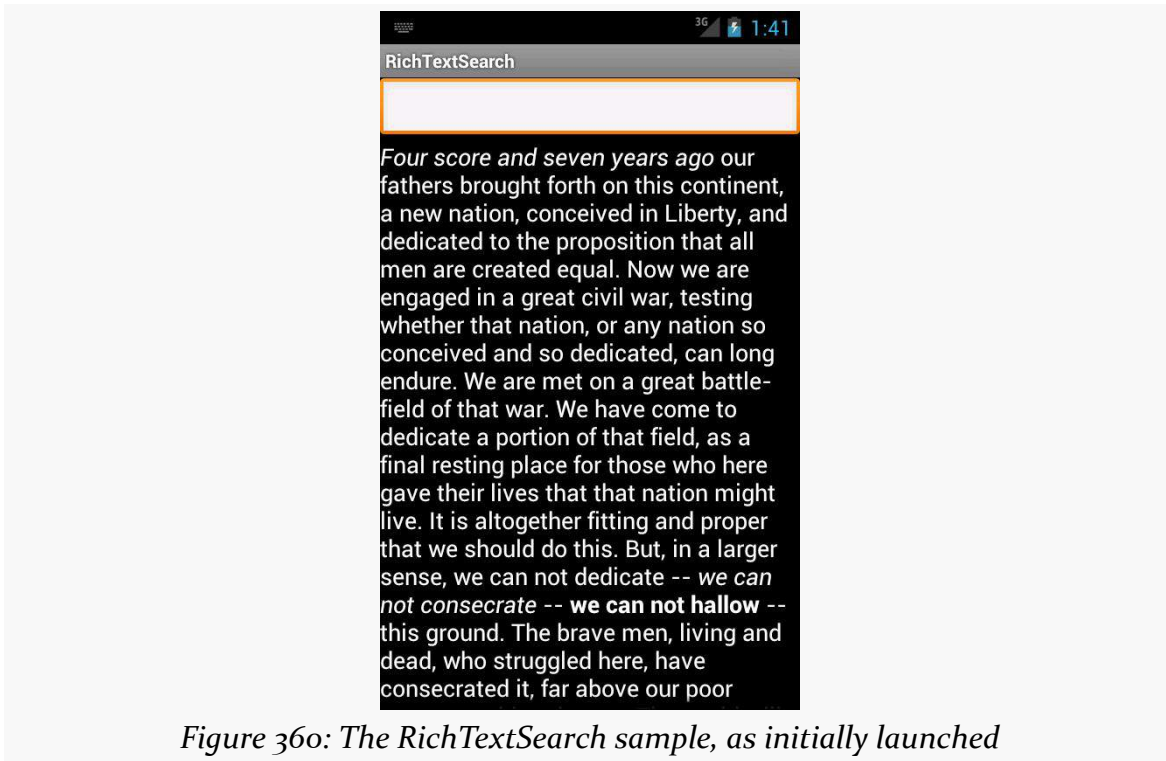 3G 1:41
RichTextSearch
Four score and seven years ago our
fathers brought forth on this continent,
a new nation, conceived in Liberty, and
dedicated to the proposition that all
men are created equal. Now we are
engaged in a great civil war, testing
whether that nation, or any nation so
conceived and so dedicated, can long
endure. We are met on a great battle-
field of that war. We have come to
dedicate a portion of that field, as a
final resting place for those who here
gave their lives that that nation might
live. It is altogether fitting and proper
that we should do this. But, in a larger
sense, we can not dedicate -- we can
not consecrate -- we can not hallow --
this ground. The brave men, living and
dead, who struggled here, have
consecrated it, far above our poor
Figure 360: The RichTextSearch sample, as initially launched